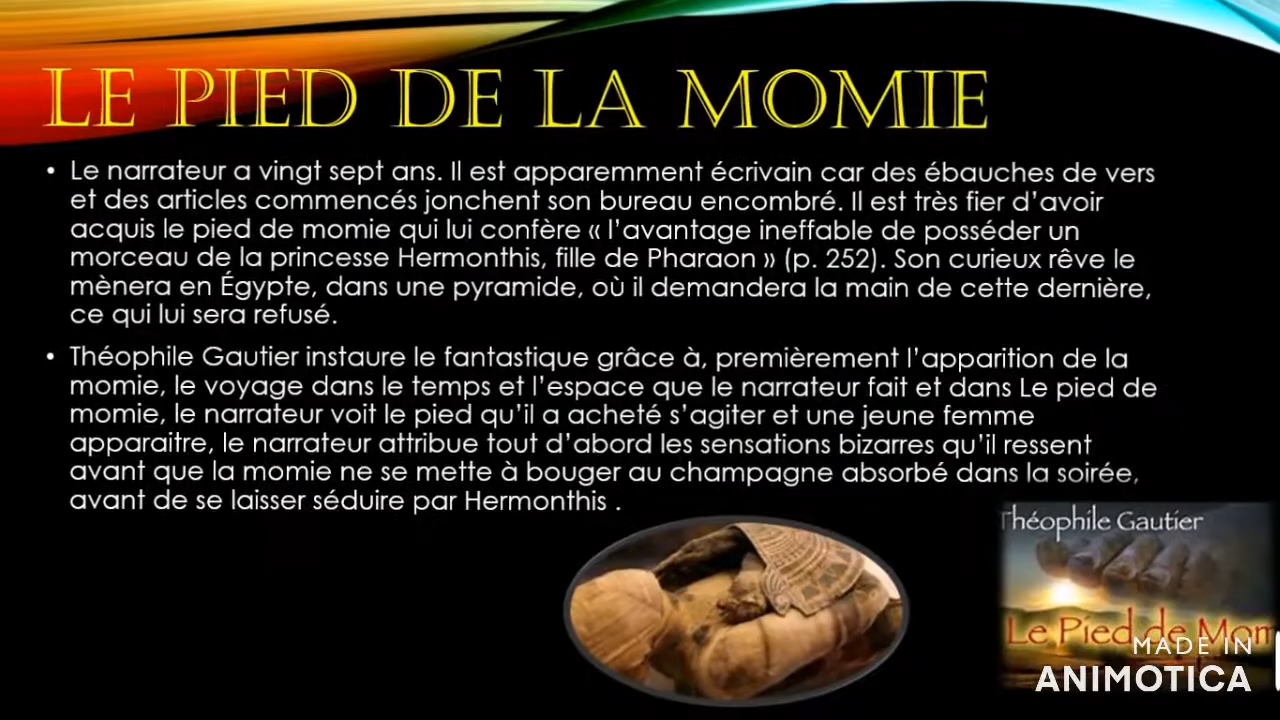 LE PIED DE LA MOMIE
• Le narrateur a vingt sept ans. Il est apparemment écrivain car des ébauches de vers
et des articles commencés jonchent son bureau encombré. Il est très fier d’avoir
acquis le pied de momie qui lui confère « l’avantage ineffable de posséder un
morceau de la princesse Hermonthis, fille de Pharaon » (p. 252). Son curieux rêve le
mènera en Égypte, dans une pyramide, où il demandera la main de cette dernière,
ce qui lui sera refusé.
• Théophile Gautier instaure le fantastique grâce à, premièrement l’apparition de la
momie, le voyage dans le temps et l’espace que le narrateur fait et dans Le pied de
momie, le narrateur voit le pied qu’il a acheté s’agiter et une jeune femme
apparaitre, le narrateur attribue tout d’abord les sensations bizarres qu’il ressent
avant que la momie ne se mette à bouger au champagne absorbé dans la soirée,
avant de se laisser séduire par Hermonthis .
Théophile Gautier
Le Pied de Mom
MADE IN
ANIMOTICA